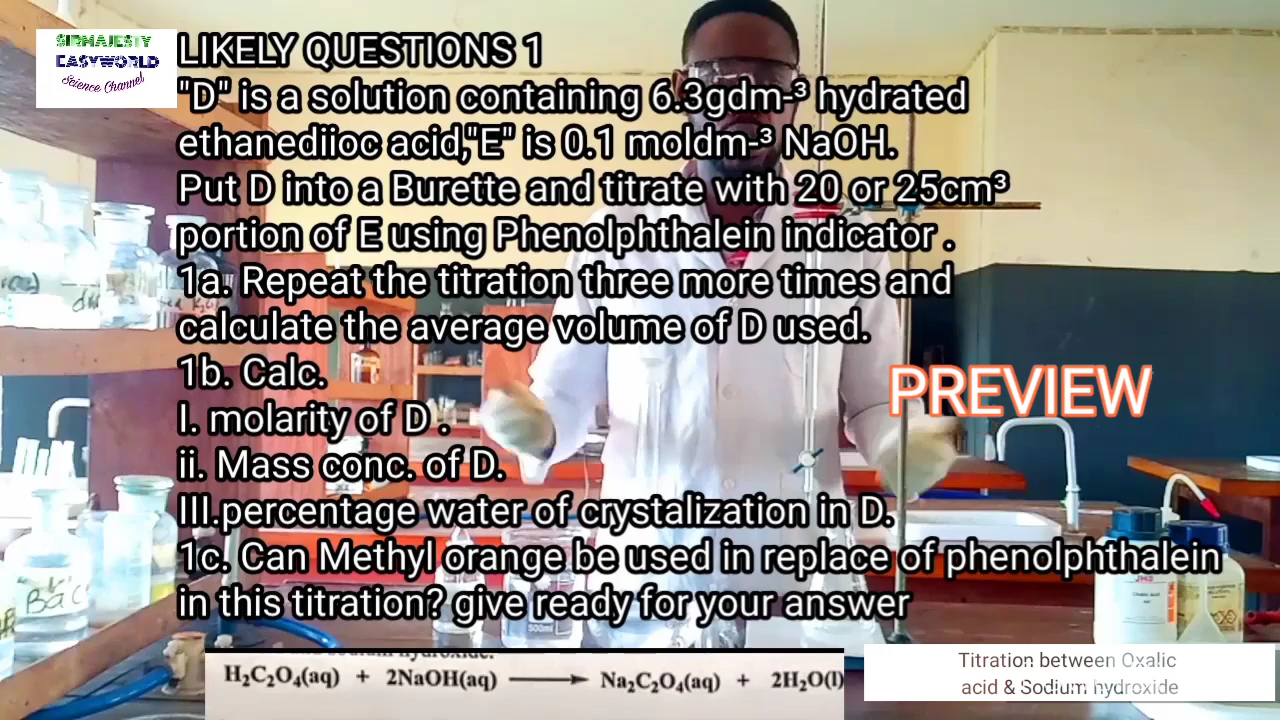 SIRMAJESTY
EASYWORLD
Science Channel
LIKELY QUESTIONS 1
"D" is a solution containing 6.3gdm-³ hydrated
ethanediioc acid,"E" is 0.1 moldm-³ NaOH.
Put D into a Burette and titrate with 20 or 25cm³
portion of E using Phenolphthalein indicator .
1a. Repeat the titration three more times and
calculate the average volume of D used.
1b. Calc.
I. molarity of D .
ii. Mass conc. of D.
III.percentage water of crystalization in D.
1c. Can Methyl orange be used in replace of phenolphthalein
in this titration? give ready for your answer
PREVIEW
sodium hydroxide.
H₂C₂O₄(aq) + 2NaOH(aq) ⟶ Na₂C₂O₄(aq) + 2H₂O(l)
Titration between Oxalic
acid & Sodium hydroxide
500ml